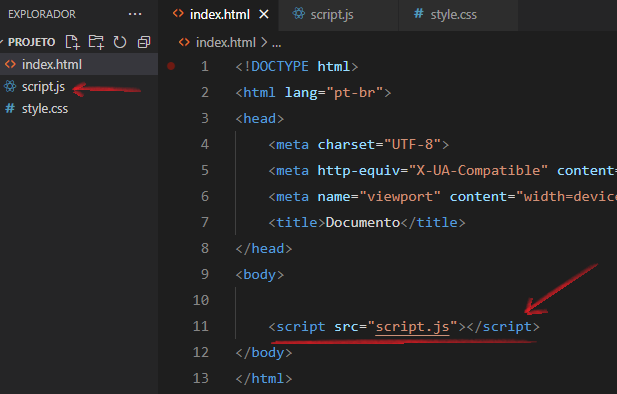 EXPLORADOR ...
PROJETO
index.html
script.js
style.css
index.html
script.js
style.css
index.html > ...
1 <!DOCTYPE html>
2 <html lang="pt-br">
3 <head>
4 <meta charset="UTF-8">
5 <meta http-equiv="X-UA-Compatible" content=
6 <meta name="viewport" content="width=device
7 <title>Documento</title>
8 </head>
9 <body>
10
11 <script src="script.js"></script>
12 </body>
13 </html>